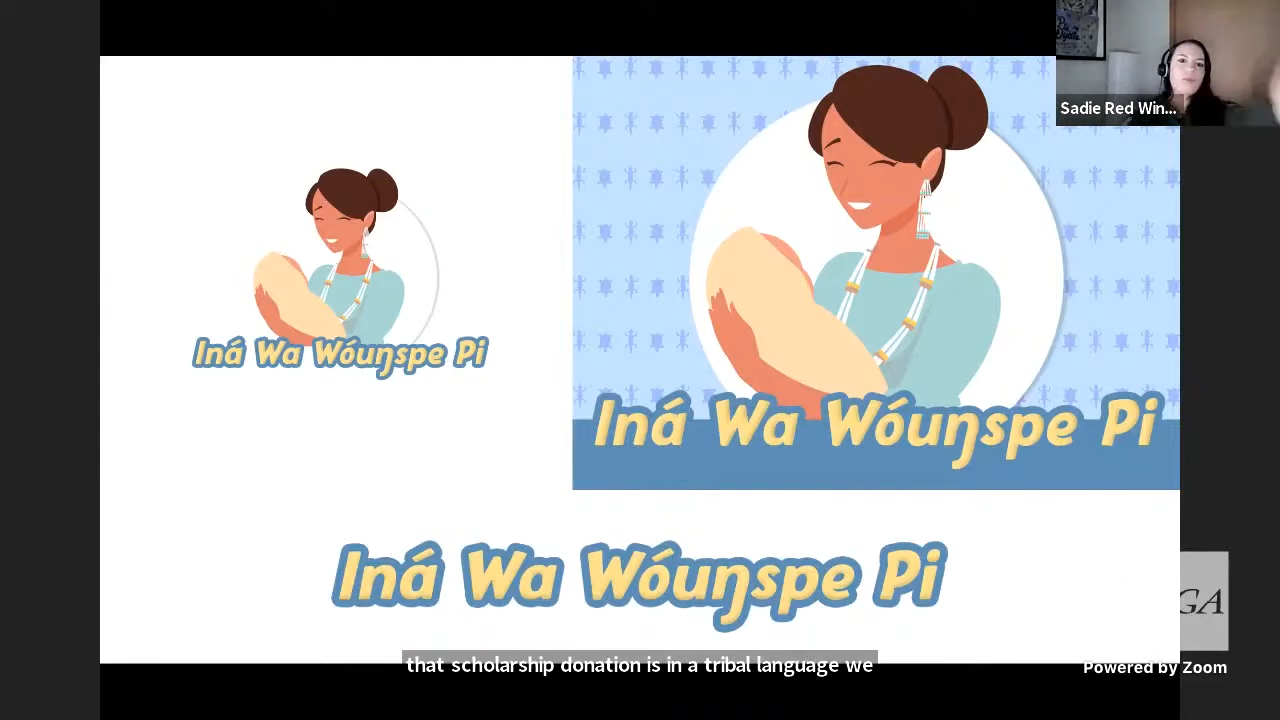 Sadie Red Win...
Iná Wa Wóuŋspe Pi
Iná Wa Wóuŋspe Pi
Iná Wa Wóuŋspe Pi
GA
that scholarship donation is in a tribal language we
Powered by Zoom